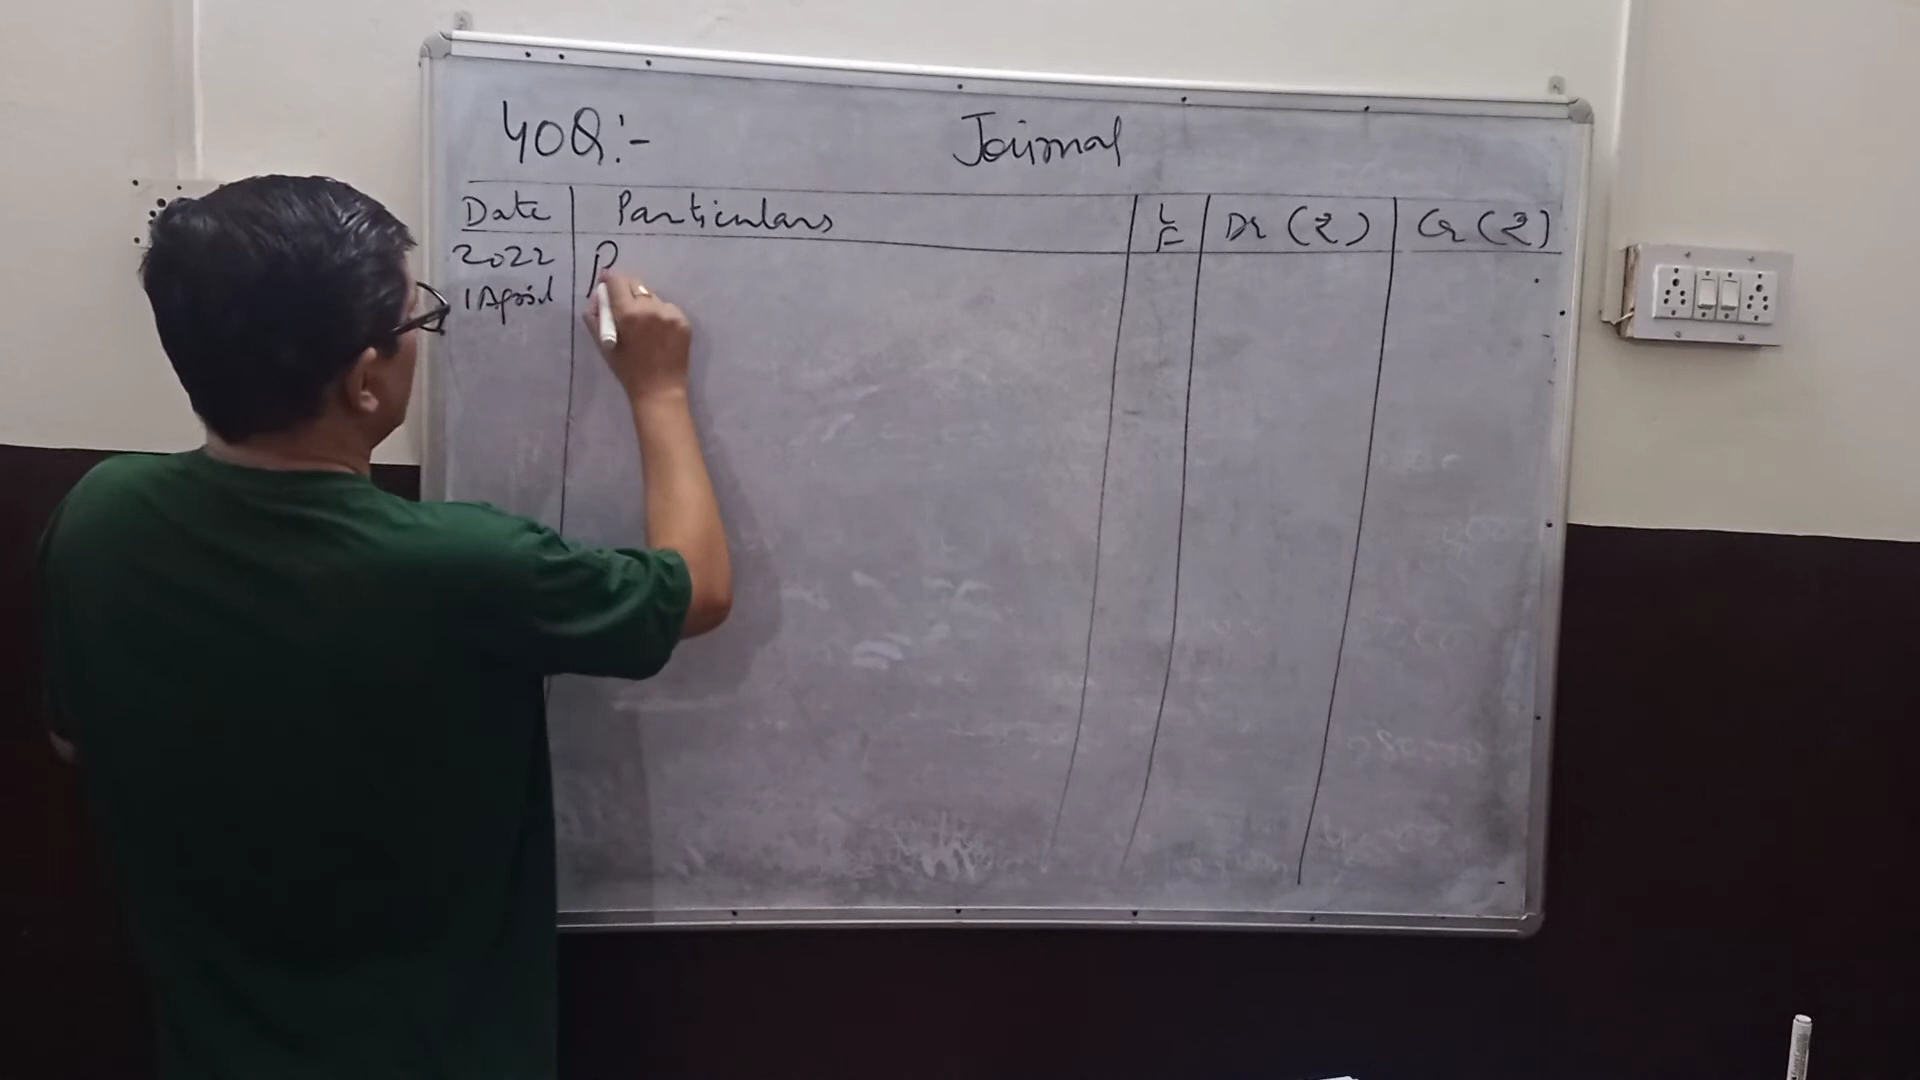 40Q:- Journal
Date Particulars L F Dr (₹) Cr (₹)
2022 P
1 April